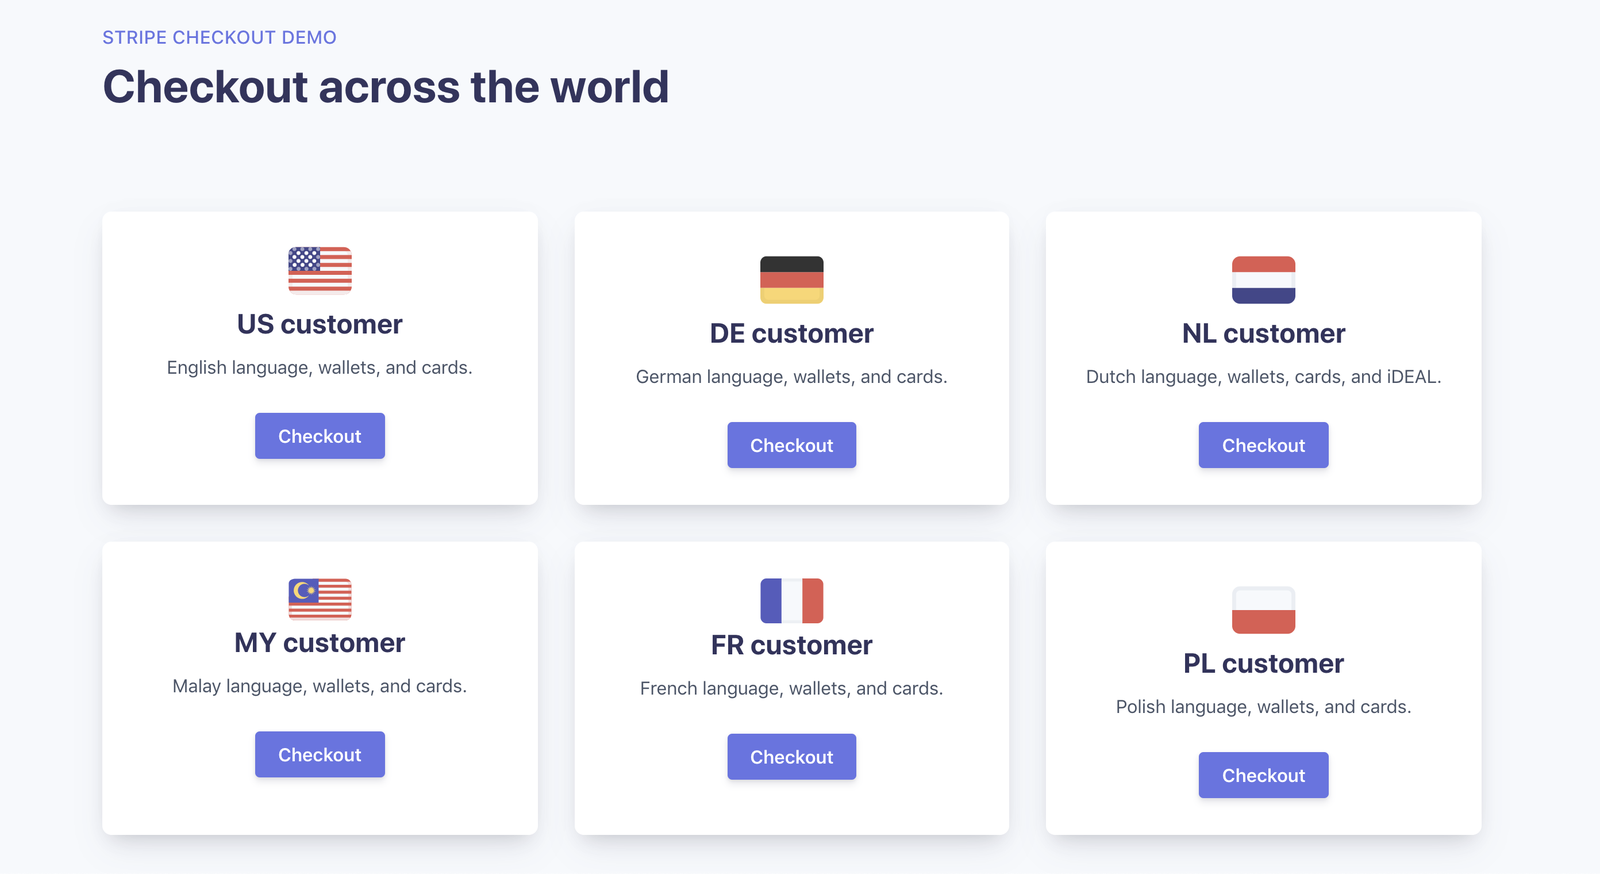 STRIPE CHECKOUT DEMO
Checkout across the world
US customer
English language, wallets, and cards.
Checkout
DE customer
German language, wallets, and cards.
Checkout
NL customer
Dutch language, wallets, cards, and iDEAL.
Checkout
MY customer
Malay language, wallets, and cards.
Checkout
FR customer
French language, wallets, and cards.
Checkout
PL customer
Polish language, wallets, and cards.
Checkout